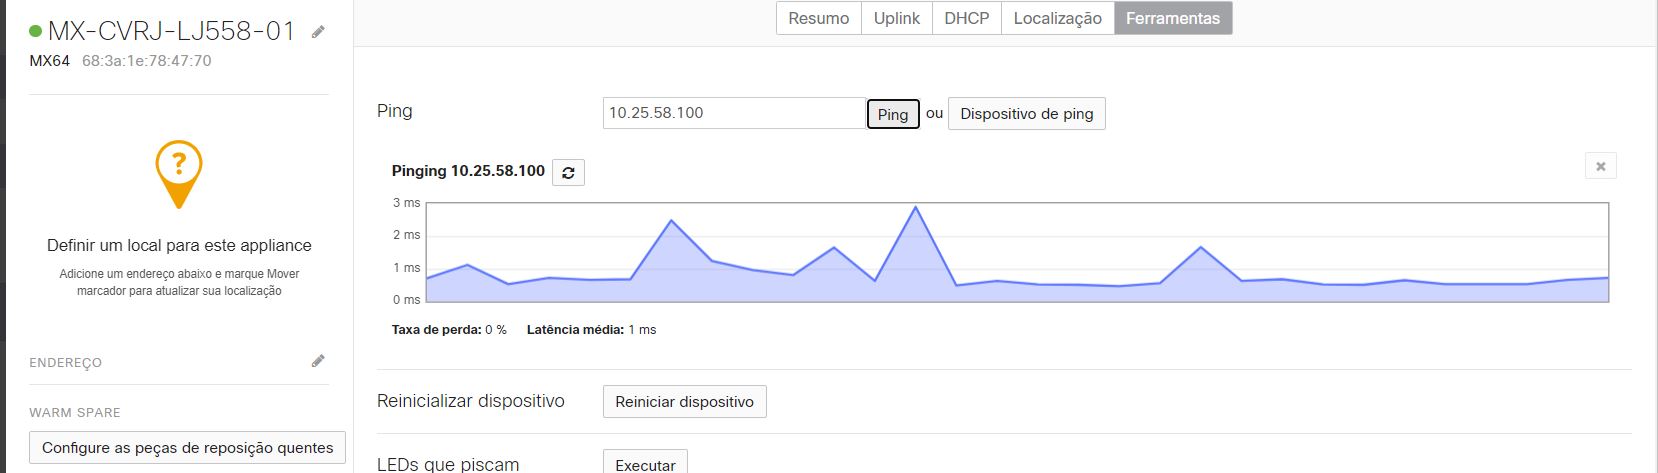 MX-CVRJ-LJ558-01
MX64 68:3a:1e:78:47:70
Definir um local para este appliance
Adicione um endereço abaixo e marque Mover
marcador para atualizar sua localização
ENDEREÇO
WARM SPARE
Configure as peças de reposição quentes
Resumo Uplink DHCP Localização Ferramentas
Ping 10.25.58.100 Ping ou Dispositivo de ping
Pinging 10.25.58.100
3 ms
2 ms
1 ms
0 ms
Taxa de perda: 0 % Latência média: 1 ms
Reinicializar dispositivo Reiniciar dispositivo
LEDs que piscam Executar